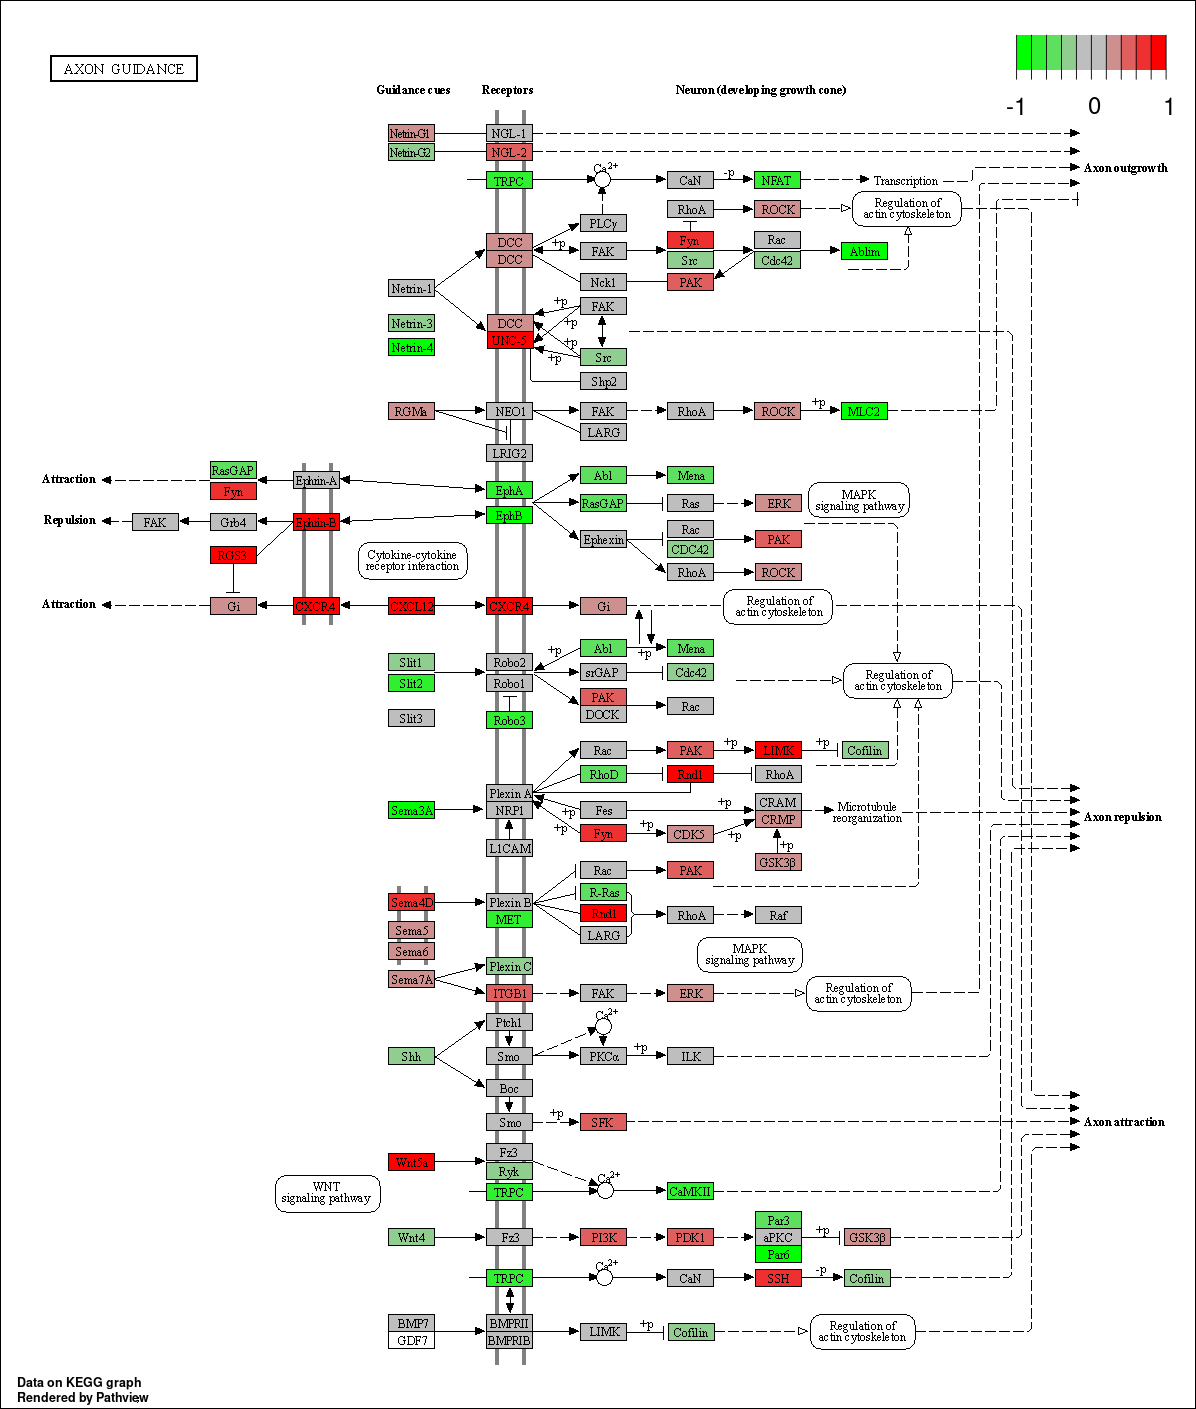 AXON GUIDANCE
-1 0 1
Guidance cues Receptors Neuron (developing growth cone)
Netrin-G1 NGL-1
Netrin-G2 NGL-2
Axon outgrowth
TRPC Ca2+ CaN -p NFAT Transcription
RhoA ROCK Regulation of
actin cytoskeleton
PLCγ
DCC +p FAK Fyn Rac Ablim
DCC Src Cdc42
Netrin-1 Nck1 PAK
+p FAK
Netrin-3 DCC +p
UNC-5 +p
Netrin-4 +p Src
Shp2
RGMa NEO1 FAK RhoA ROCK +p MLC2
LARG
LRIG2
Attraction RasGAP Ephrin-A Abl Mena
Fyn EphA MAPK
signaling pathway
RasGAP Ras ERK
Repulsion FAK Grb4 Ephrin-B EphB
Rac
Ephexin CDC42 PAK
RGS3 Cytokine-cytokine
receptor interaction
RhoA ROCK
Attraction Gi CXCR4 CXCL12 CXCR4 Gi Regulation of
actin cytoskeleton
Slit1 Robo2 +p Abl +p Mena
Slit2 Robo1 srGAP Cdc42 Regulation of
actin cytoskeleton
PAK
Slit3 Robo3 DOCK Rac
Rac PAK +p LIMK +p Cofilin
RhoD Rnd1 RhoA
Plexin A
Sema3A NRP1 +p Fes +p CRAM Microtubule
reorganization
CRMP
Axon repulsion
+p Fyn +p CDK5 +p
L1CAM +p
GSK3β
Rac PAK
Sema4D Plexin B R-Ras
MET Rnd1 RhoA Raf
Sema5 LARG
Sema6 MAPK
signaling pathway
Plexin C
Sema7A ITGB1 FAK ERK Regulation of
actin cytoskeleton
Ptch1 Ca2+
Shh Smo PKCα +p ILK
Boc
Smo +p SFK Axon attraction
Wnt5a Fz3
Ryk Ca2+
WNT
signaling pathway
TRPC CaMKII
Par3
Wnt4 Fz3 PI3K PDK1 aPKC +p GSK3β
Par6
TRPC Ca2+ CaN SSH -p Cofilin
BMP7 BMPRII LIMK +p Cofilin Regulation of
actin cytoskeleton
GDF7 BMPRIB
Data on KEGG graph
Rendered by Pathview